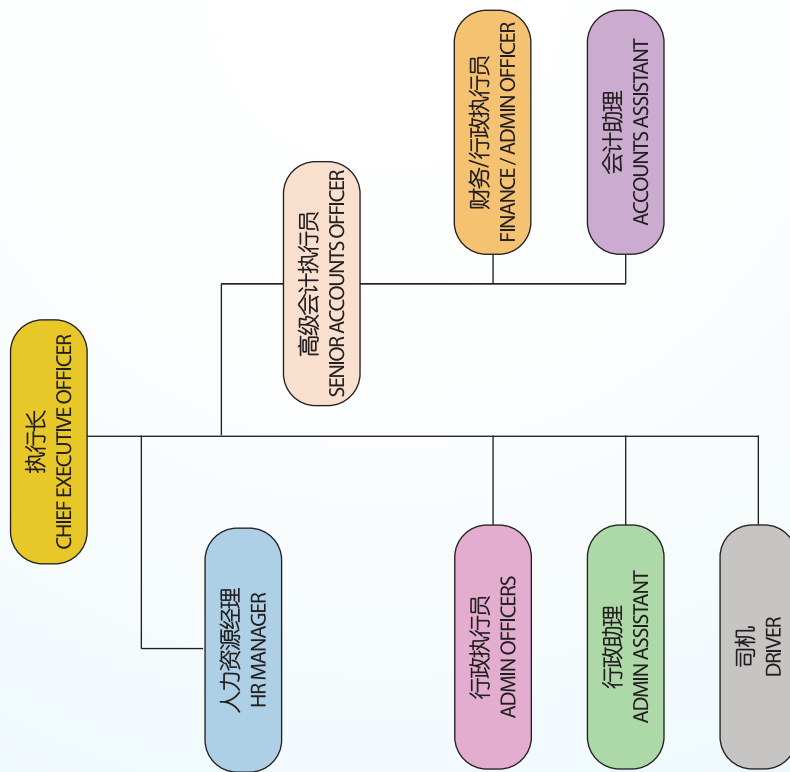 执行长
CHIEF EXECUTIVE OFFICER
人力资源经理
HR MANAGER
高级会计执行员
SENIOR ACCOUNTS OFFICER
行政执行员
ADMIN OFFICERS
财务/行政执行员
FINANCE / ADMIN OFFICER
行政助理
ADMIN ASSISTANT
会计助理
ACCOUNTS ASSISTANT
司机
DRIVER